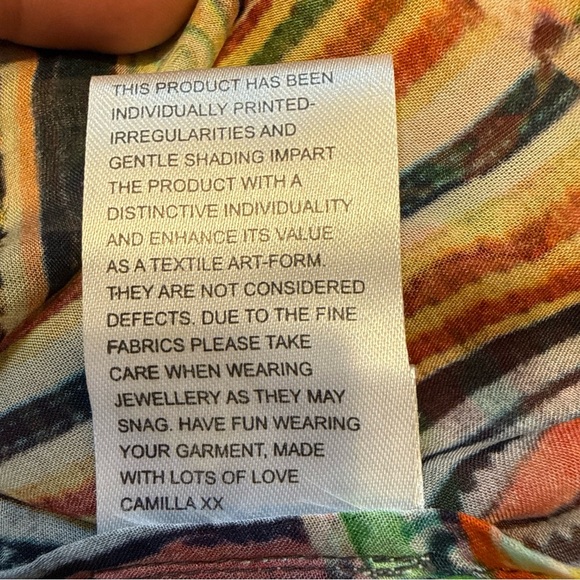 THIS PRODUCT HAS BEEN
INDIVIDUALLY PRINTED-
IRREGULARITIES AND
GENTLE SHADING IMPART
THE PRODUCT WITH A
DISTINCTIVE INDIVIDUALITY
AND ENHANCE ITS VALUE
AS A TEXTILE ART-FORM.
THEY ARE NOT CONSIDERED
DEFECTS. DUE TO THE FINE
FABRICS PLEASE TAKE
CARE WHEN WEARING
JEWELLERY AS THEY MAY
SNAG. HAVE FUN WEARING
YOUR GARMENT, MADE
WITH LOTS OF LOVE
CAMILLA XX